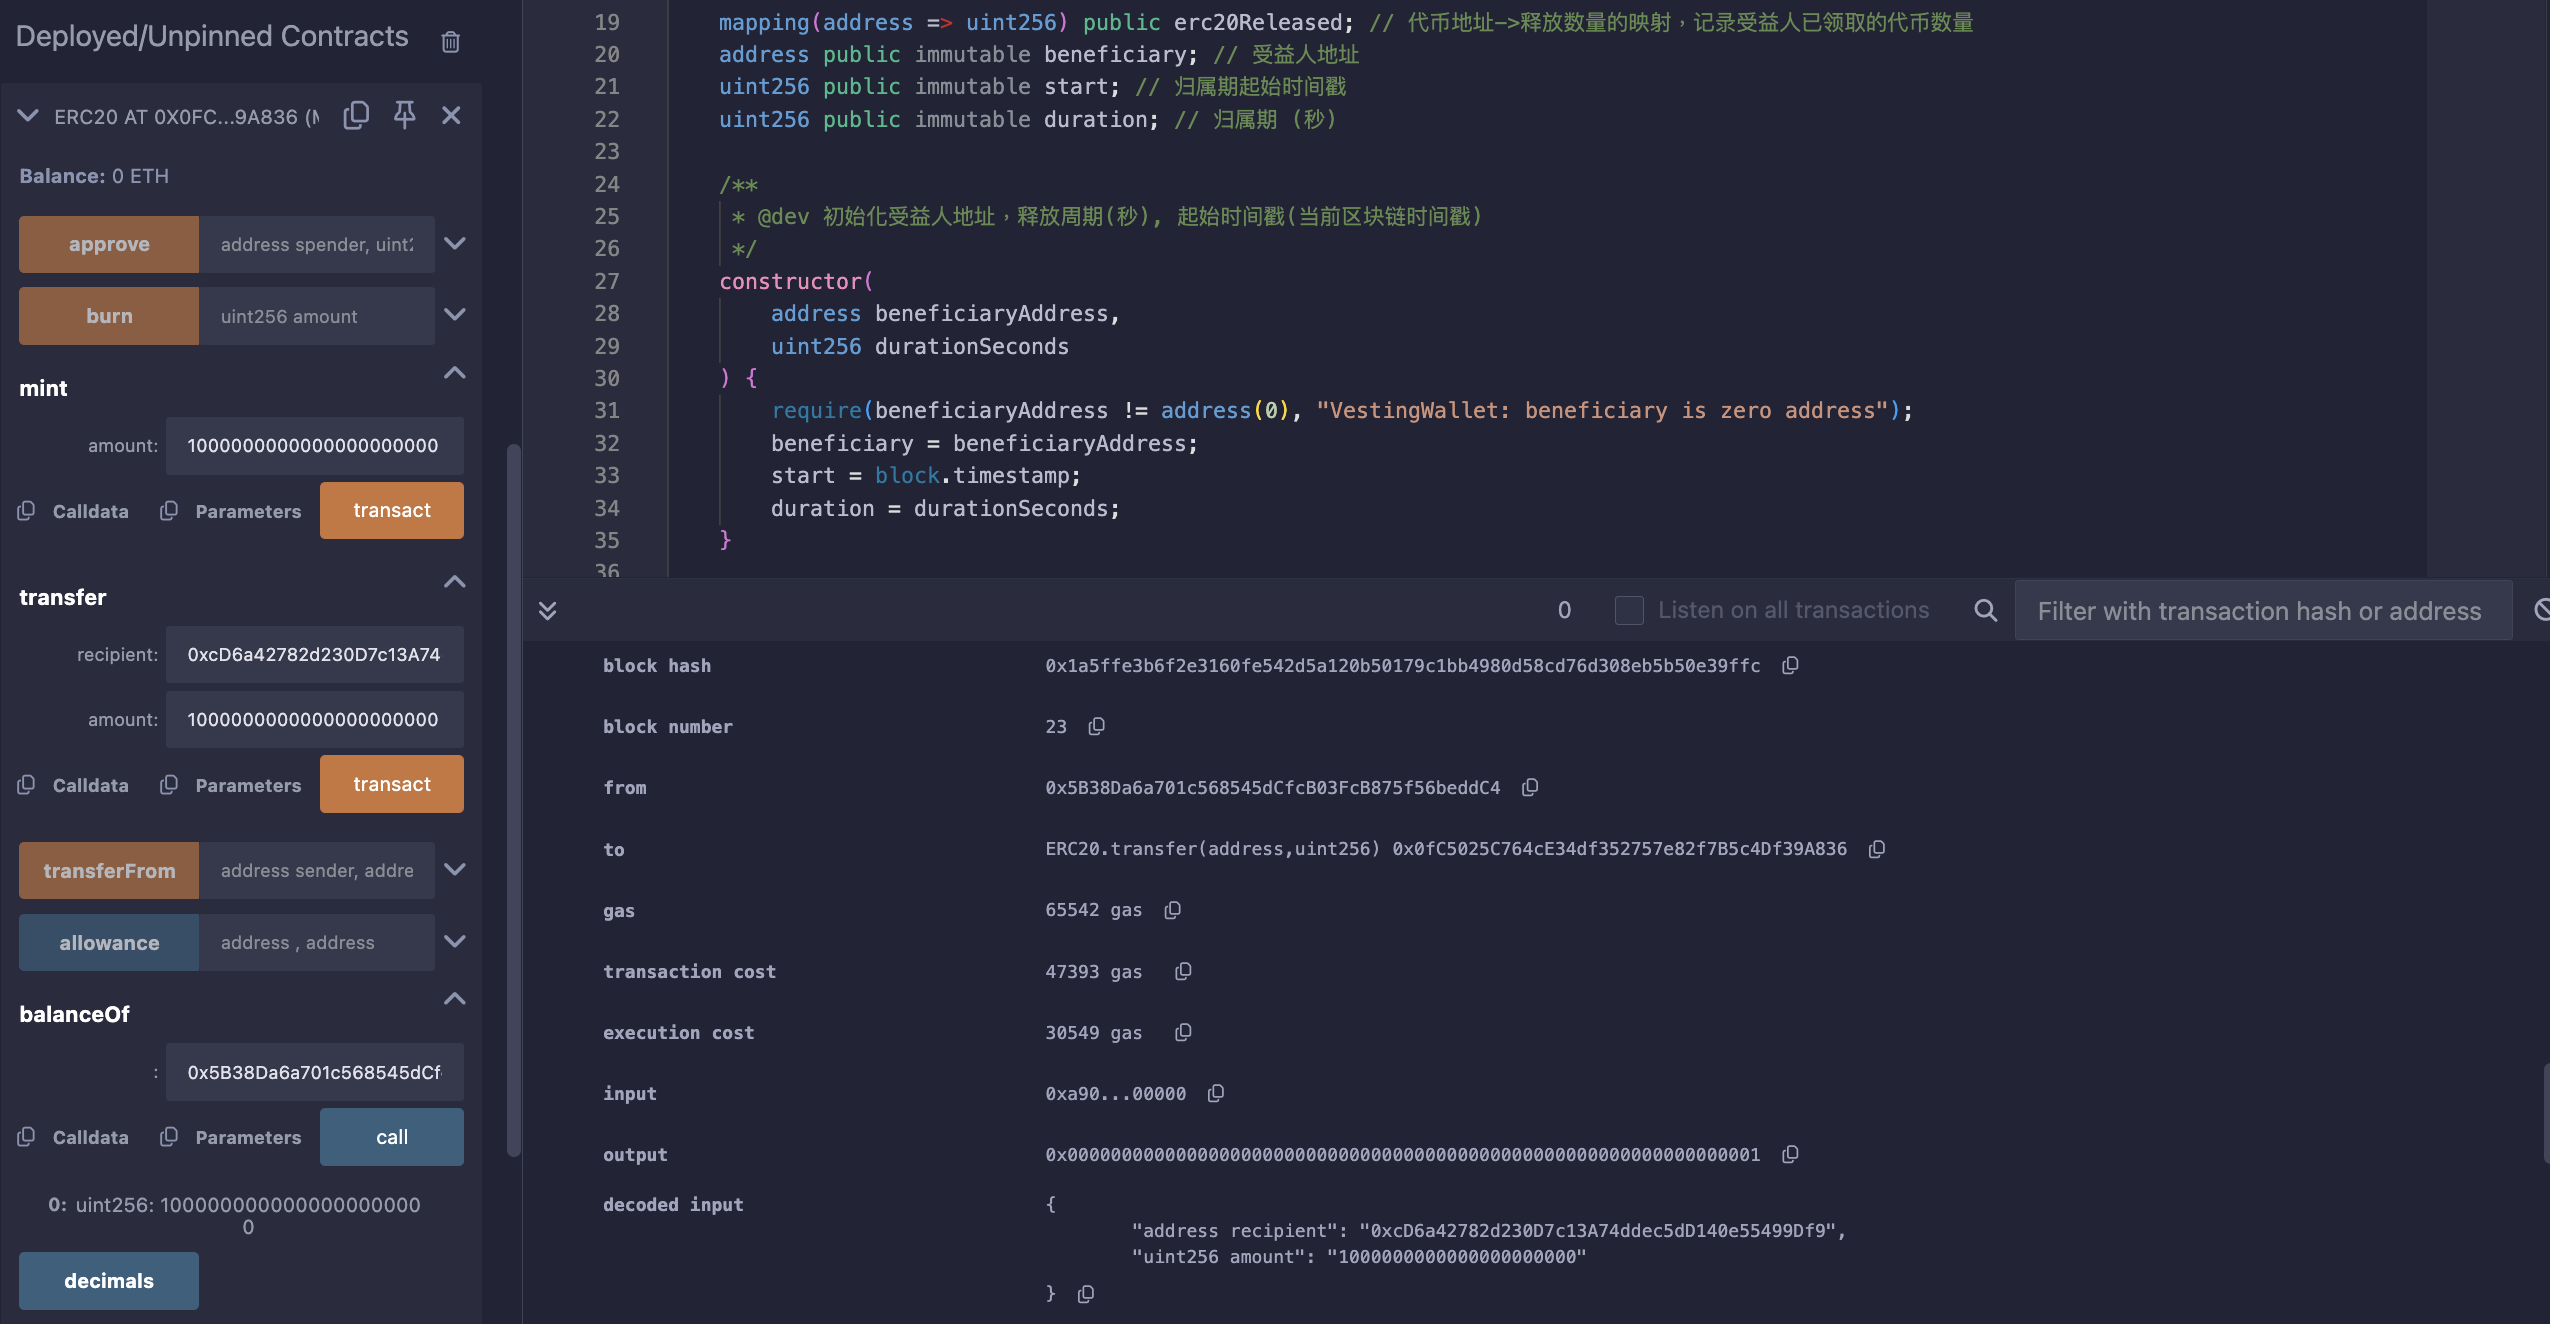 Deployed/Unpinned Contracts
ERC20 AT 0X0FC...9A836 (M
Balance: 0 ETH
approve address spender, uint2
burn uint256 amount
mint
amount: 1000000000000000000000
Calldata Parameters transact
transfer
recipient: 0xcD6a42782d230D7c13A74
amount: 1000000000000000000000
Calldata Parameters transact
transferFrom address sender, addre
allowance address , address
balanceOf
: 0x5B38Da6a701c568545dCf
Calldata Parameters call
0: uint256: 100000000000000000000
0
decimals
19 mapping(address => uint256) public erc20Released; // 代币地址->释放数量的映射，记录受益人已领取的代币数量
20 address public immutable beneficiary; // 受益人地址
21 uint256 public immutable start; // 归属期起始时间戳
22 uint256 public immutable duration; // 归属期 (秒)
23
24 /**
25 * @dev 初始化受益人地址，释放周期(秒), 起始时间戳(当前区块链时间戳)
26 */
27 constructor(
28 address beneficiaryAddress,
29 uint256 durationSeconds
30 ) {
31 require(beneficiaryAddress != address(0), "VestingWallet: beneficiary is zero address");
32 beneficiary = beneficiaryAddress;
33 start = block.timestamp;
34 duration = durationSeconds;
35 }
36
0 Listen on all transactions Filter with transaction hash or address
block hash 0x1a5ffe3b6f2e3160fe542d5a120b50179c1bb4980d58cd76d308eb5b50e39ffc
block number 23
from 0x5B38Da6a701c568545dCfcB03FcB875f56beddC4
to ERC20.transfer(address,uint256) 0x0fC5025C764cE34df352757e82f7B5c4Df39A836
gas 65542 gas
transaction cost 47393 gas
execution cost 30549 gas
input 0xa90...00000
output 0x0000000000000000000000000000000000000000000000000000000000000001
decoded input {
"address recipient": "0xcD6a42782d230D7c13A74ddec5dD140e55499Df9",
"uint256 amount": "1000000000000000000000"
}